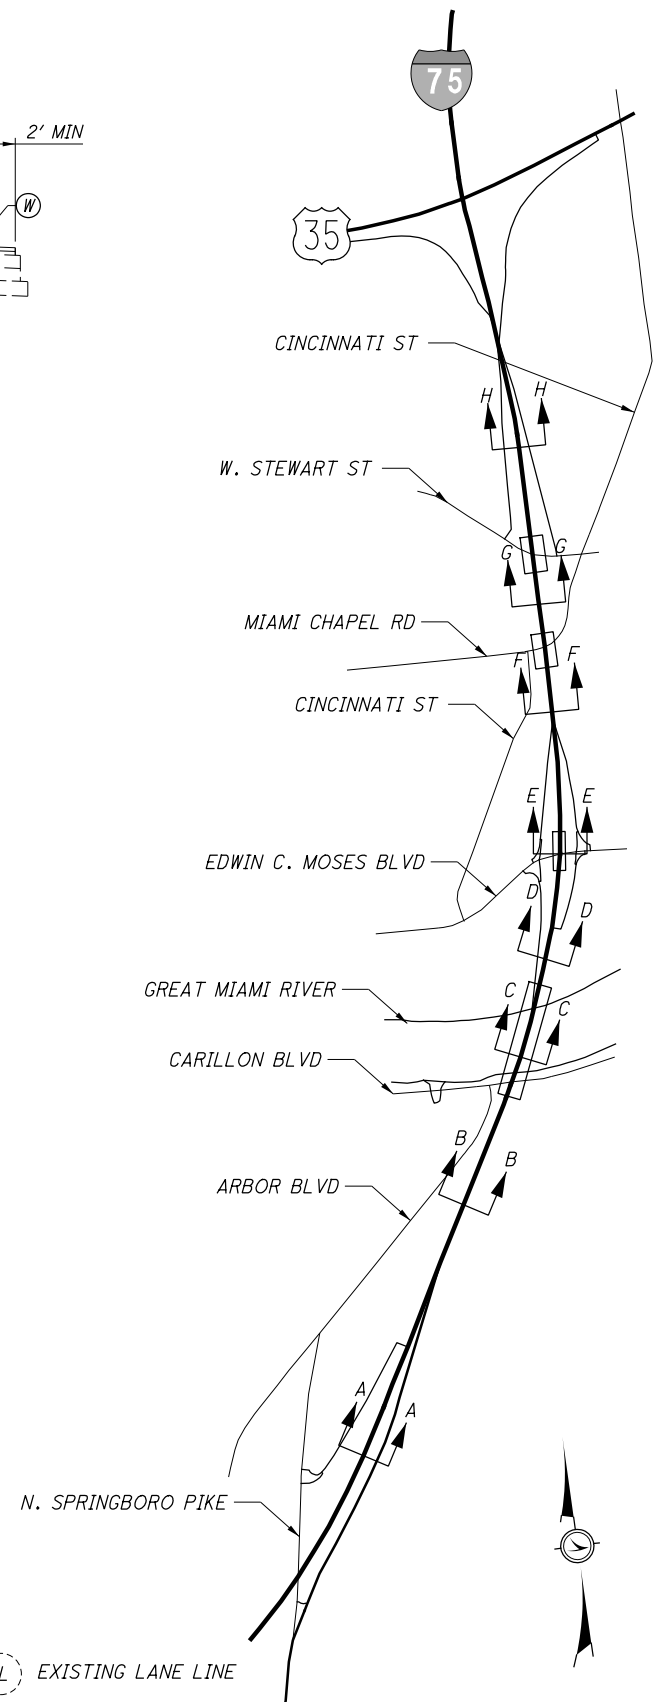 75
2' MIN
W
35
CINCINNATI ST
H H
W. STEWART ST
G G
MIAMI CHAPEL RD
F F
CINCINNATI ST
E E
EDWIN C. MOSES BLVD
D D
GREAT MIAMI RIVER
C C
CARILLON BLVD
B B
ARBOR BLVD
A A
N. SPRINGBORO PIKE
L EXISTING LANE LINE